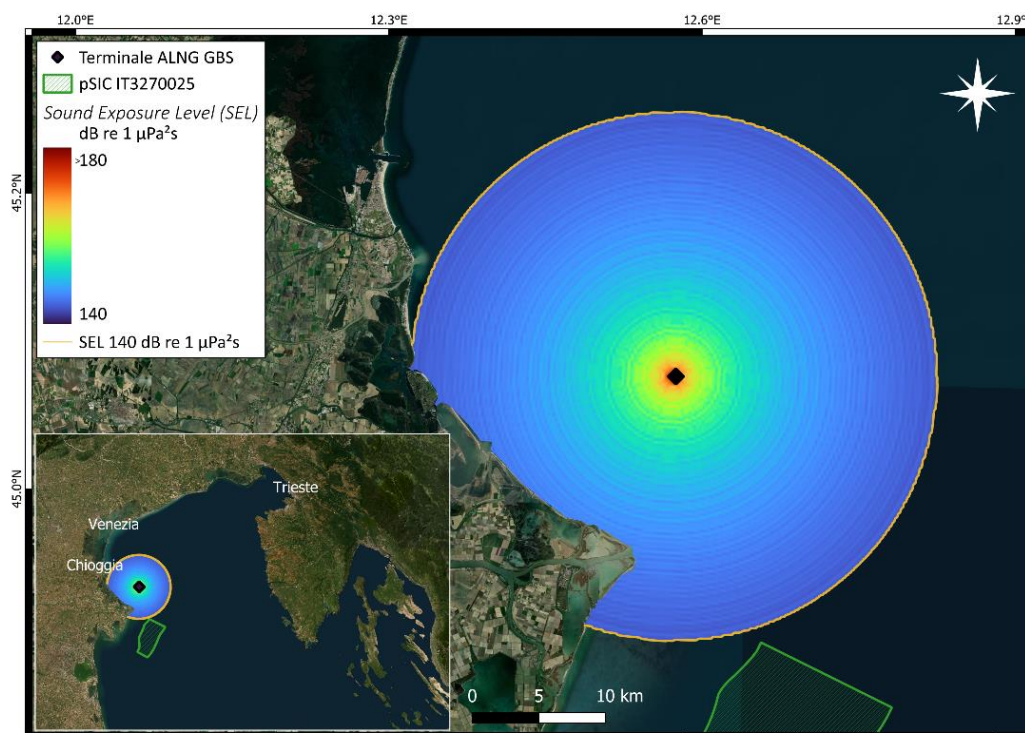 12.0°E 12.3°E 12.6°E 12.9°E
Terminale ALNG GBS
pSIC IT3270025
Sound Exposure Level (SEL)
dB re 1 µPa²s
>180
140
SEL 140 dB re 1 µPa²s
45.2°N
45.0°N
Trieste
Venezia
Chioggia
0 5 10 km